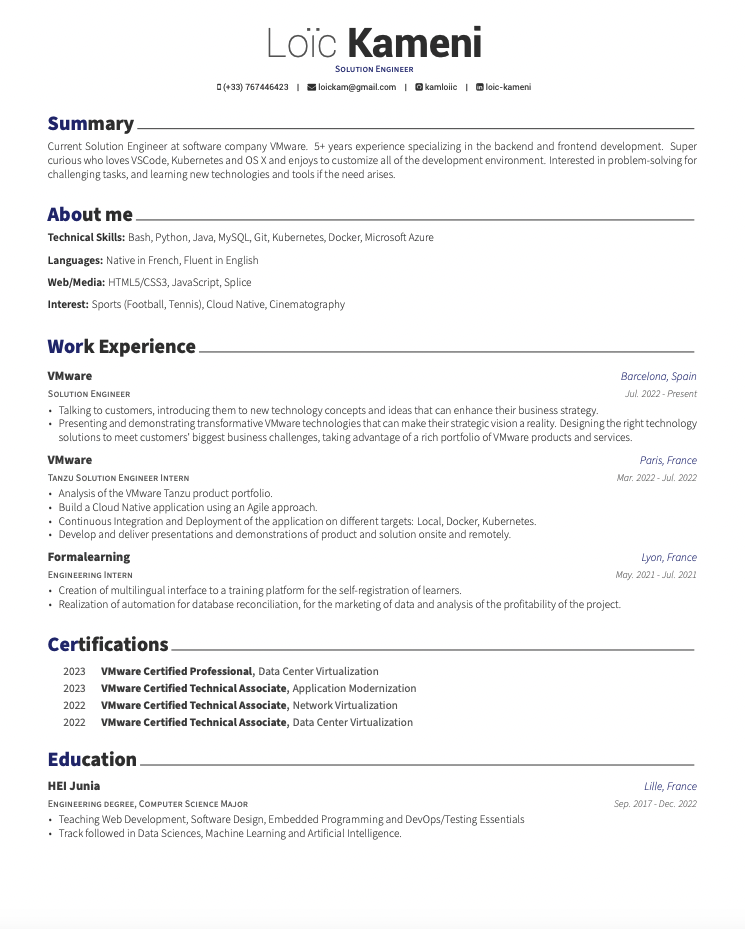 Loïc Kameni
Solution Engineer
(+33) 767446423 | loickam@gmail.com | kamloiic | loic-kameni
Summary
Current Solution Engineer at software company VMware. 5+ years experience specializing in the backend and frontend development. Super
curious who loves VSCode, Kubernetes and OS X and enjoys to customize all of the development environment. Interested in problem-solving for
challenging tasks, and learning new technologies and tools if the need arises.
About me
Technical Skills: Bash, Python, Java, MySQL, Git, Kubernetes, Docker, Microsoft Azure
Languages: Native in French, Fluent in English
Web/Media: HTML5/CSS3, JavaScript, Splice
Interest: Sports (Football, Tennis), Cloud Native, Cinematography
Work Experience
VMware Barcelona, Spain
Solution Engineer Jul. 2022 - Present
• Talking to customers, introducing them to new technology concepts and ideas that can enhance their business strategy.
• Presenting and demonstrating transformative VMware technologies that can make their strategic vision a reality. Designing the right technology
solutions to meet customers' biggest business challenges, taking advantage of a rich portfolio of VMware products and services.
VMware Paris, France
Tanzu Solution Engineer Intern Mar. 2022 - Jul. 2022
• Analysis of the VMware Tanzu product portfolio.
• Build a Cloud Native application using an Agile approach.
• Continuous Integration and Deployment of the application on different targets: Local, Docker, Kubernetes.
• Develop and deliver presentations and demonstrations of product and solution onsite and remotely.
Formalearning Lyon, France
Engineering Intern May. 2021 - Jul. 2021
• Creation of multilingual interface to a training platform for the self-registration of learners.
• Realization of automation for database reconciliation, for the marketing of data and analysis of the profitability of the project.
Certifications
2023 VMware Certified Professional, Data Center Virtualization
2023 VMware Certified Technical Associate, Application Modernization
2022 VMware Certified Technical Associate, Network Virtualization
2022 VMware Certified Technical Associate, Data Center Virtualization
Education
HEI Junia Lille, France
Engineering degree, Computer Science Major Sep. 2017 - Dec. 2022
• Teaching Web Development, Software Design, Embedded Programming and DevOps/Testing Essentials
• Track followed in Data Sciences, Machine Learning and Artificial Intelligence.